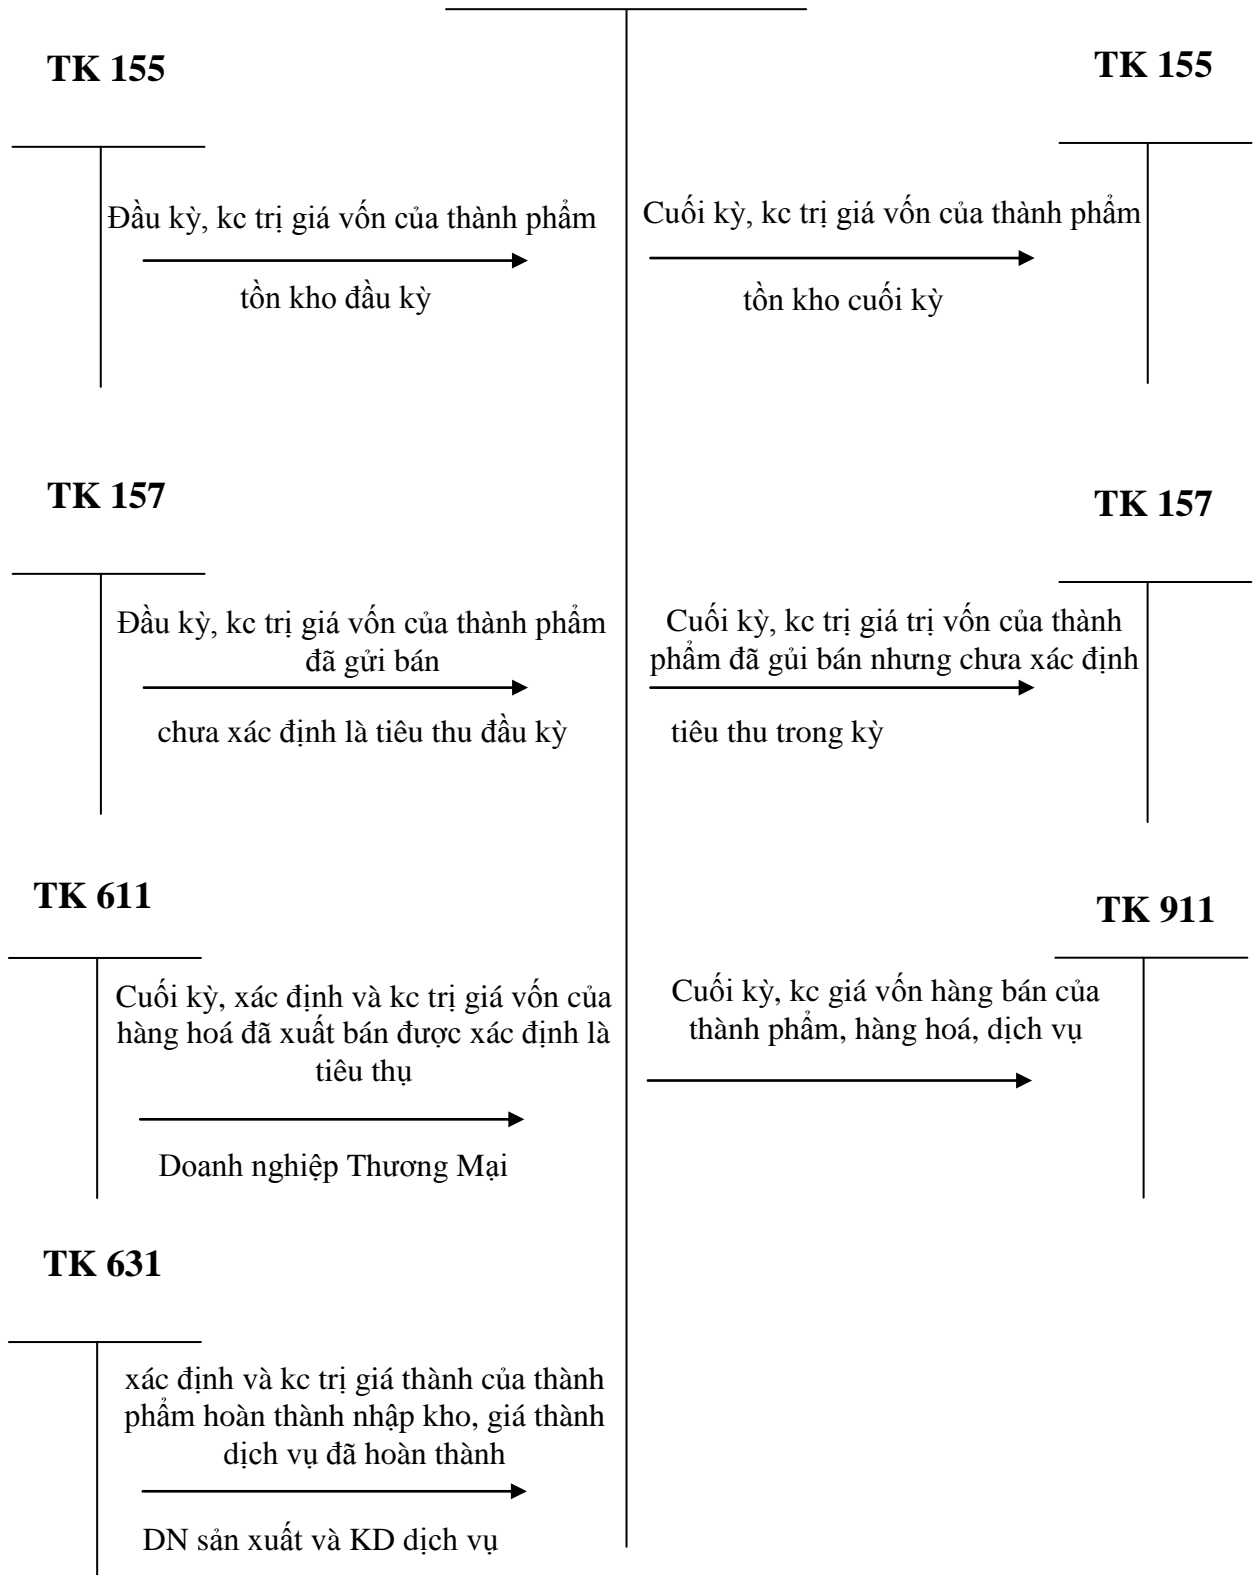 TK 155
TK 155
Đầu kỳ, kc trị giá vốn của thành phẩm
tồn kho đầu kỳ
Cuối kỳ, kc trị giá vốn của thành phẩm
tồn kho cuối kỳ
TK 157
TK 157
Đầu kỳ, kc trị giá vốn của thành phẩm
đã gửi bán
chưa xác định là tiêu thu đầu kỳ
Cuối kỳ, kc trị giá trị vốn của thành
phẩm đã gủi bán nhưng chưa xác định
tiêu thu trong kỳ
TK 611
TK 911
Cuối kỳ, xác định và kc trị giá vốn của
hàng hoá đã xuất bán được xác định là
tiêu thụ
Doanh nghiệp Thương Mại
Cuối kỳ, kc giá vốn hàng bán của
thành phẩm, hàng hoá, dịch vụ
TK 631
xác định và kc trị giá thành của thành
phẩm hoàn thành nhập kho, giá thành
dịch vụ đã hoàn thành
DN sản xuất và KD dịch vụ